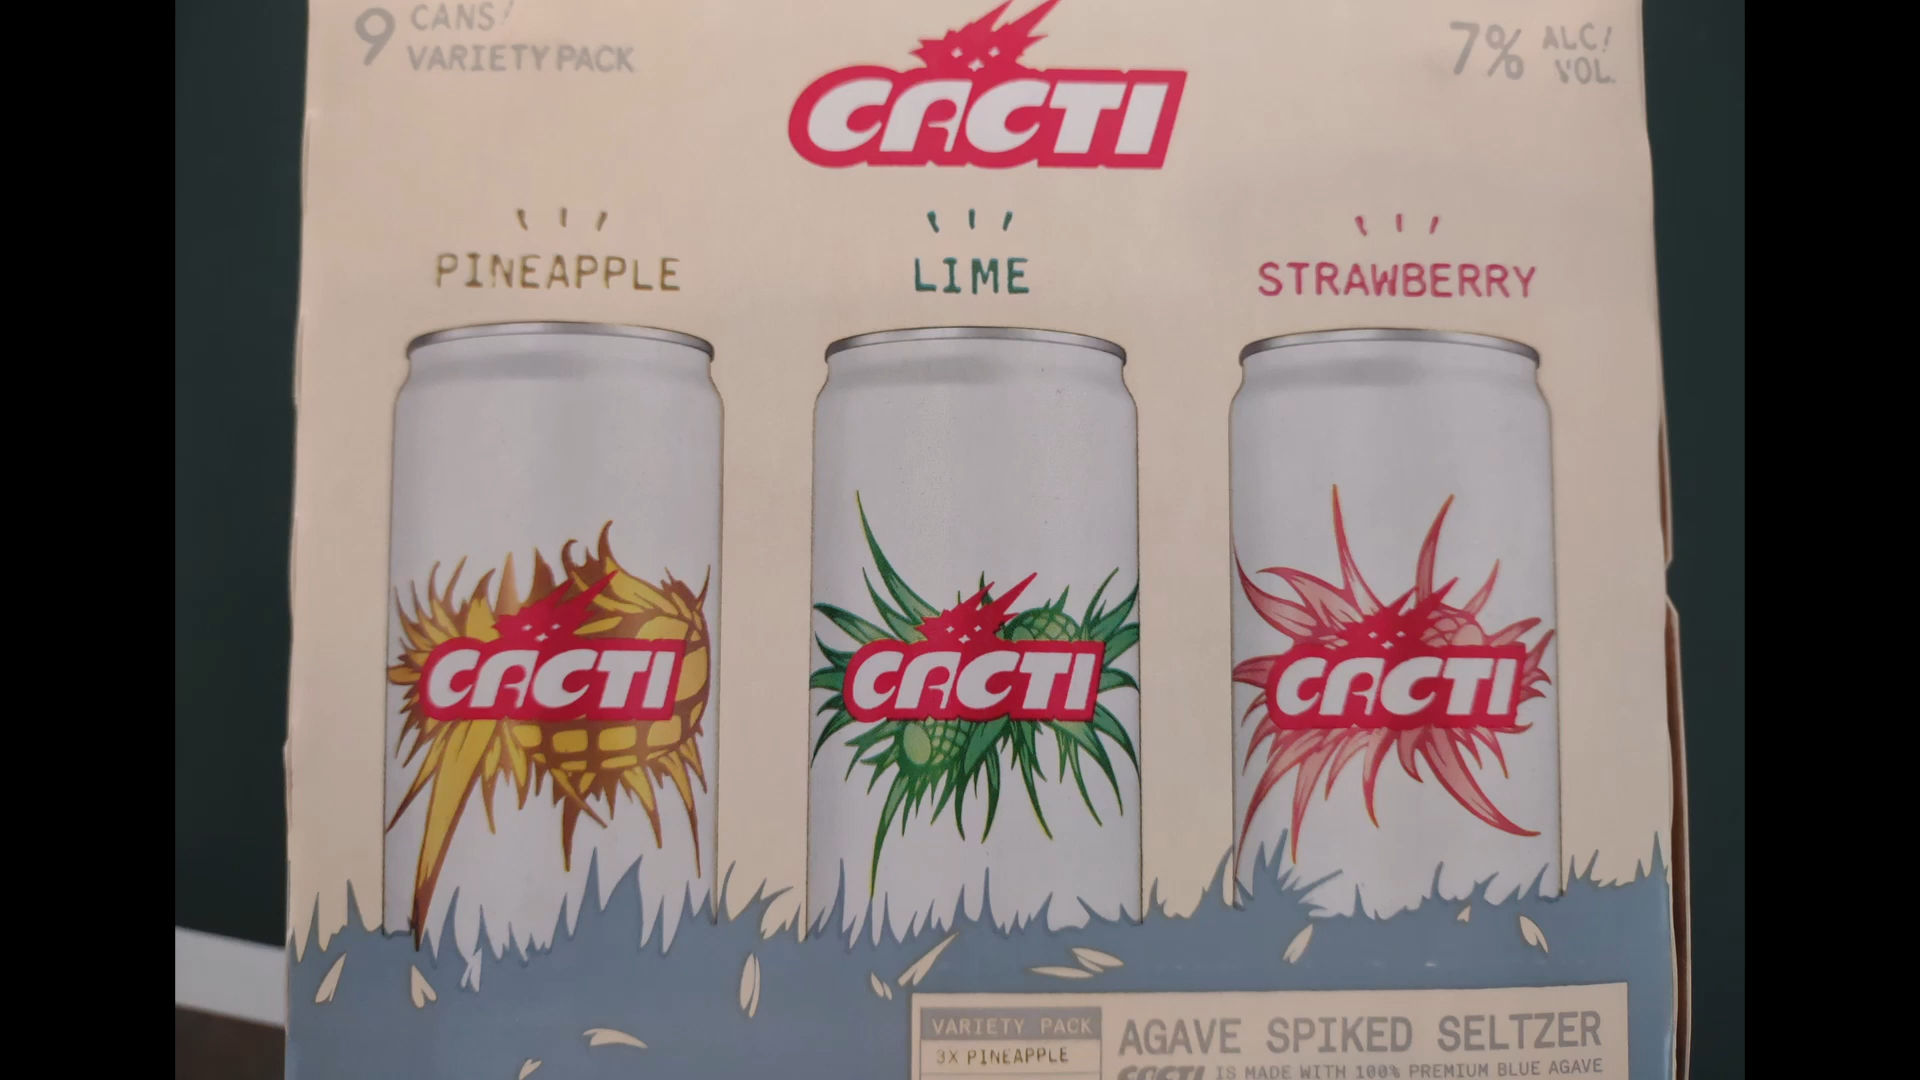 9 CANS/
VARIETY PACK
CACTI
7% ALC/
VOL.
PINEAPPLE
LIME
STRAWBERRY
CACTI
CACTI
CACTI
VARIETY PACK
3X PINEAPPLE
AGAVE SPIKED SELTZER
CACTI IS MADE WITH 100% PREMIUM BLUE AGAVE